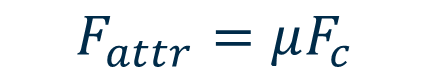 F_attr = μF_c